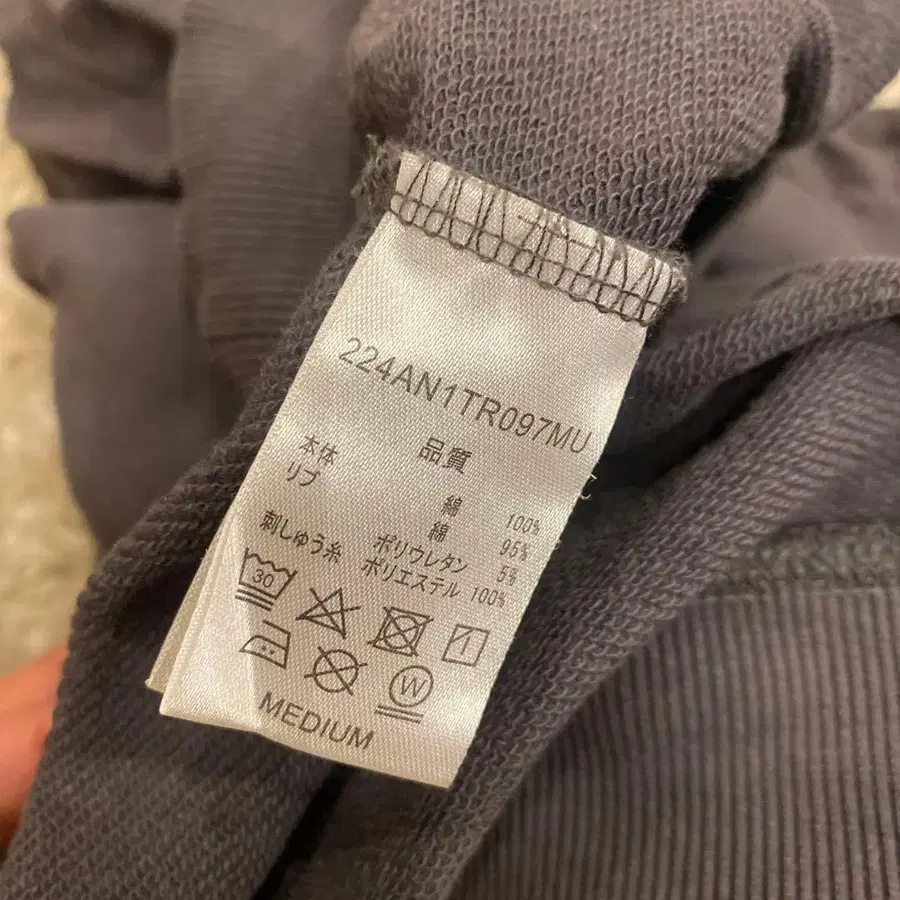 224AN1TR097MU
品質
本体 綿 100%
リブ 綿 95%
ポリウレタン 5%
刺しゅう糸 ポリエステル 100%
30
W
MEDIUM